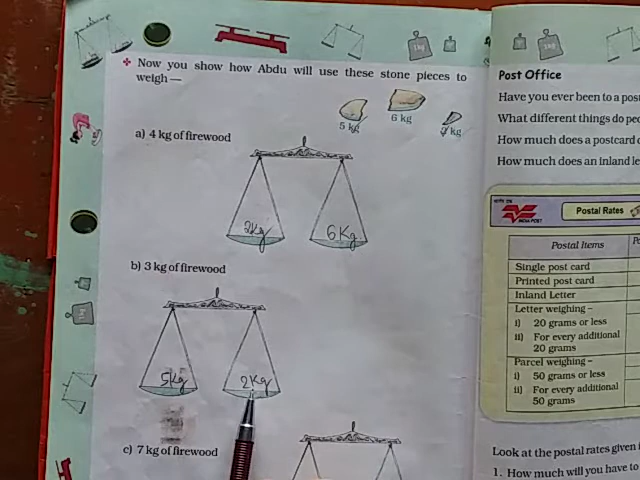 Now you show how Abdu will use these stone pieces to
weigh —
5 kg
6 kg
kg
a) 4 kg of firewood
2Kg
6Kg
b) 3 kg of firewood
5Kg
2Kg
c) 7 kg of firewood
Post Office
Have you ever been to a
What different things do
How much does a postcard
How much does an inland
INDIA POST
Postal Rates
Postal Items
Single post card
Printed post card
Inland Letter
Letter weighing –
i) 20 grams or less
ii) For every additional
20 grams
Parcel weighing –
i) 50 grams or less
ii) For every additional
50 grams
Look at the postal rates given
1. How much will you have to